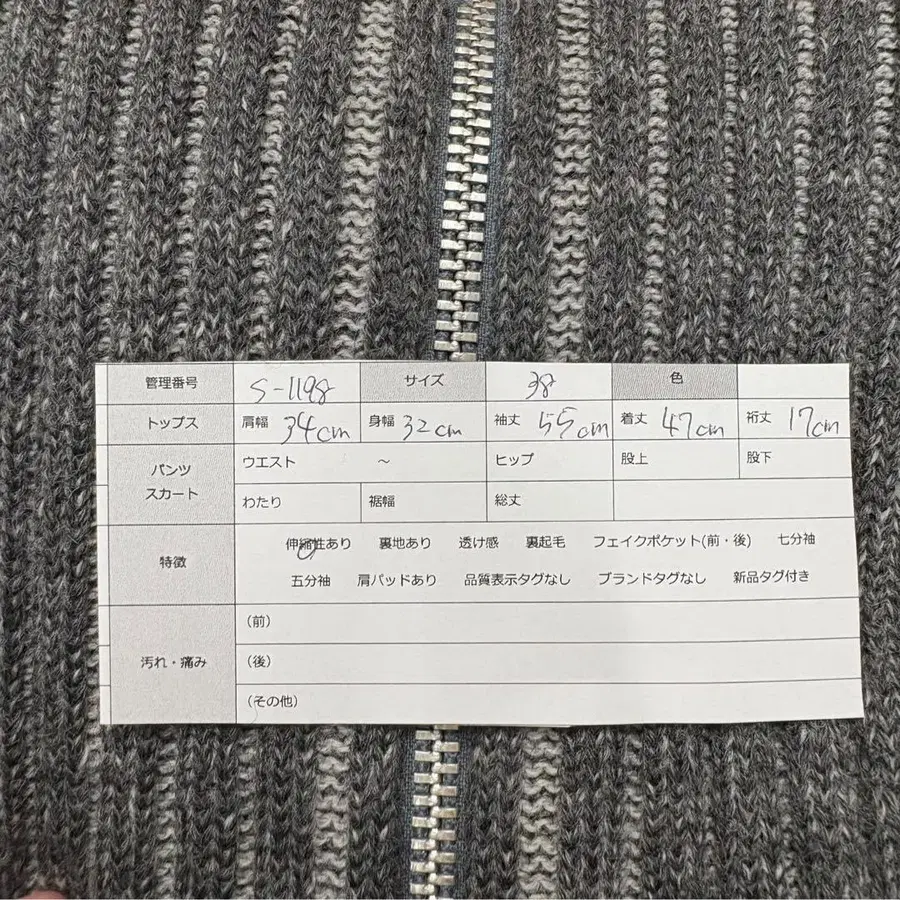 管理番号 S-1198 サイズ 38 色
トップス 肩幅 34cm 身幅 32cm 袖丈 55cm 着丈 47cm 裄丈 17cm
パンツ スカート ウエスト ～ ヒップ 股上 股下
わたり 裾幅 総丈
特徴 伸縮性あり 裏地あり 透け感 裏起毛 フェイクポケット(前・後) 七分袖
五分袖 肩パッドあり 品質表示タグなし ブランドタグなし 新品タグ付き
汚れ・痛み (前)
(後)
(その他)